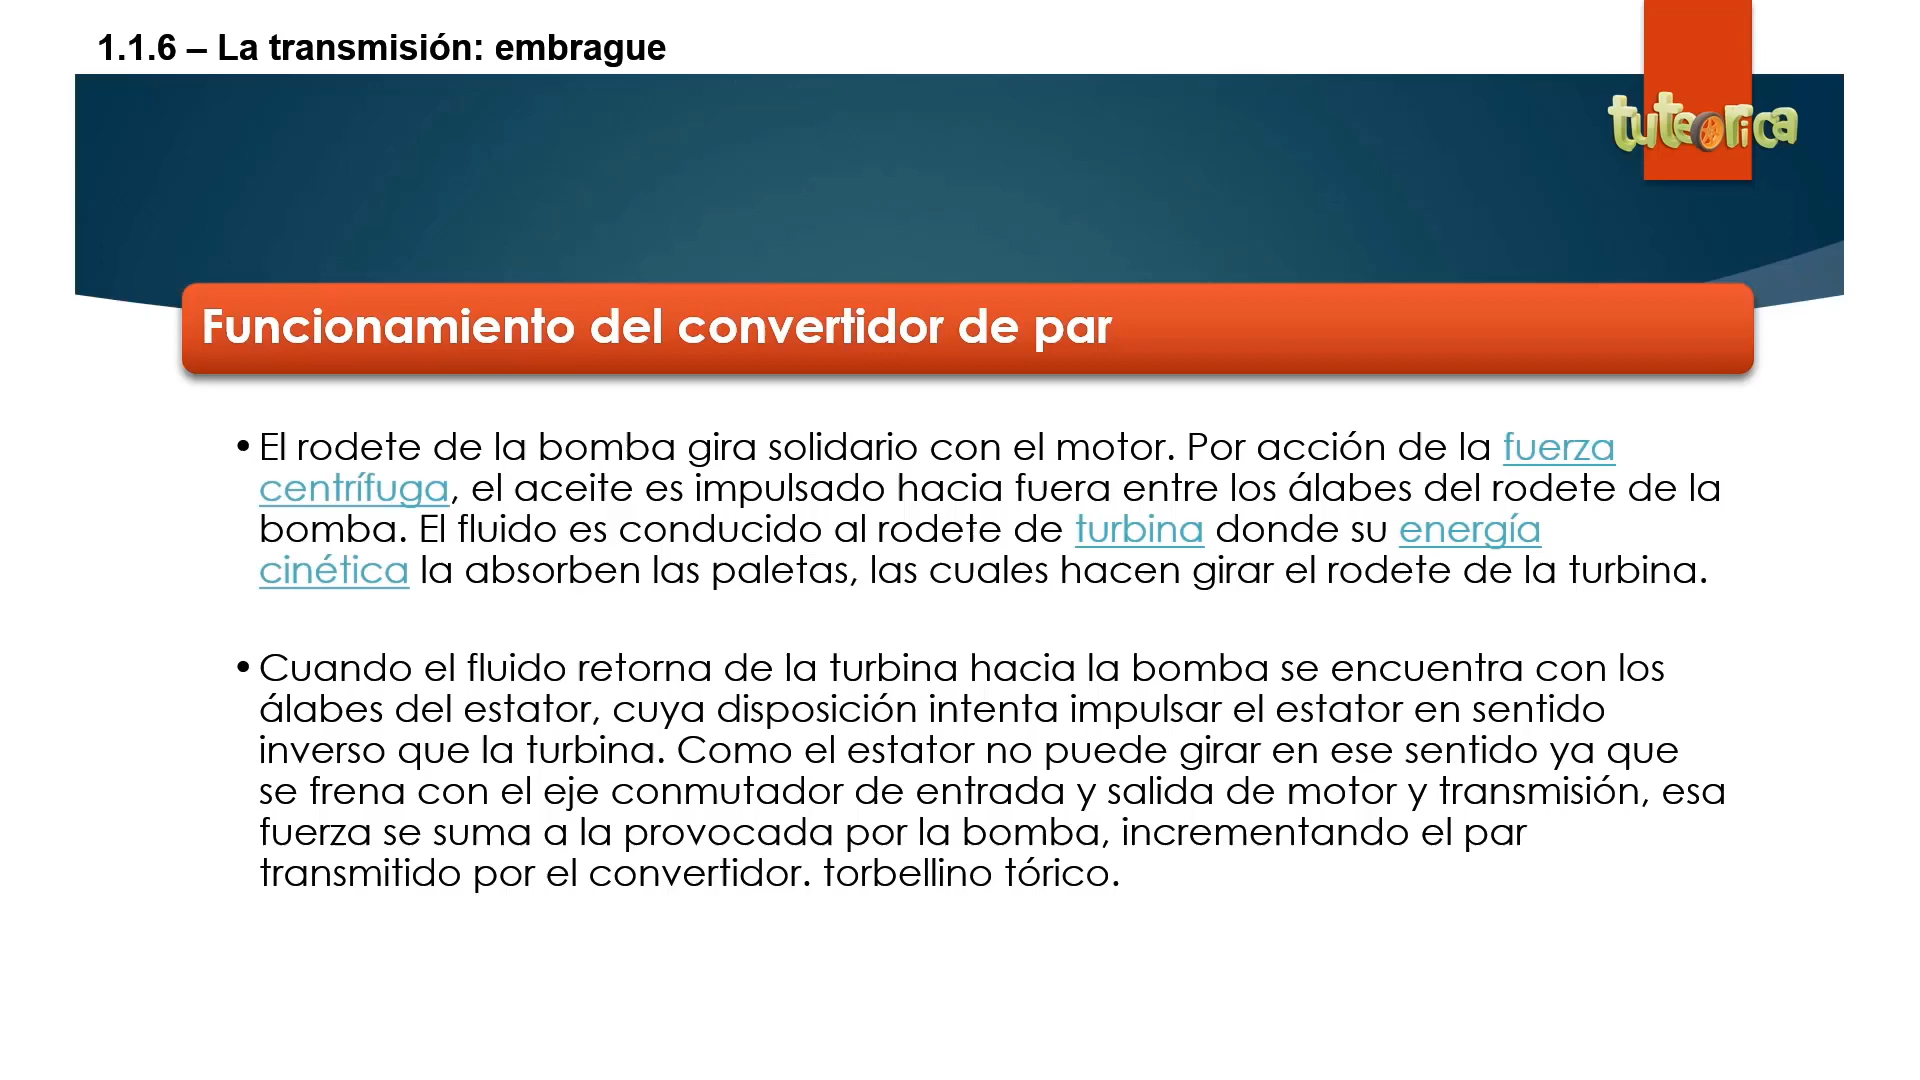 1.1.6 – La transmisión: embrague
tuteorica
Funcionamiento del convertidor de par
• El rodete de la bomba gira solidario con el motor. Por acción de la fuerza
centrífuga, el aceite es impulsado hacia fuera entre los álabes del rodete de la
bomba. El fluido es conducido al rodete de turbina donde su energía
cinética la absorben las paletas, las cuales hacen girar el rodete de la turbina.
• Cuando el fluido retorna de la turbina hacia la bomba se encuentra con los
álabes del estator, cuya disposición intenta impulsar el estator en sentido
inverso que la turbina. Como el estator no puede girar en ese sentido ya que
se frena con el eje conmutador de entrada y salida de motor y transmisión, esa
fuerza se suma a la provocada por la bomba, incrementando el par
transmitido por el convertidor. torbellino tórico.